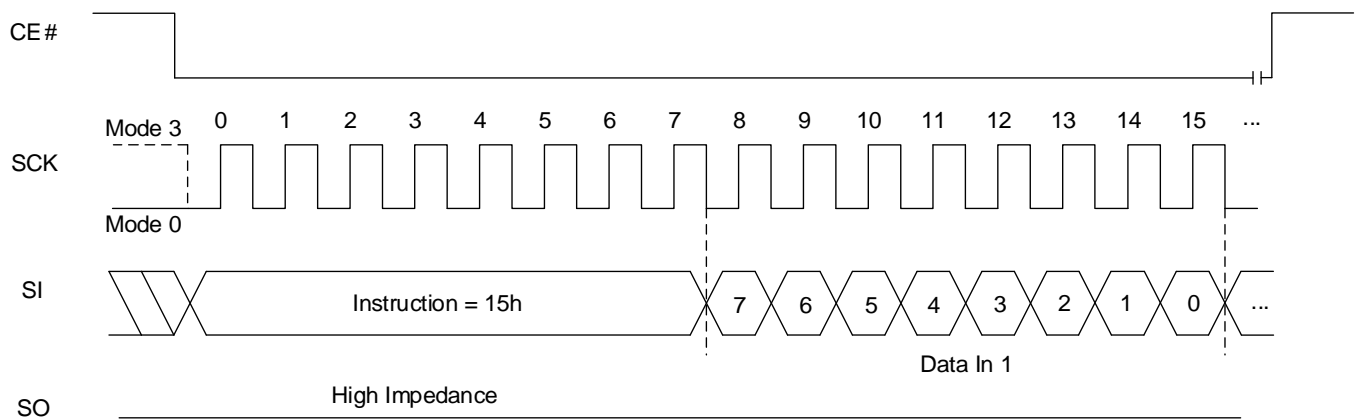 CE#
Mode 3
0 1 2 3 4 5 6 7 8 9 10 11 12 13 14 15 ...
SCK
Mode 0
SI
Instruction = 15h
7 6 5 4 3 2 1 0 ...
Data In 1
High Impedance
SO